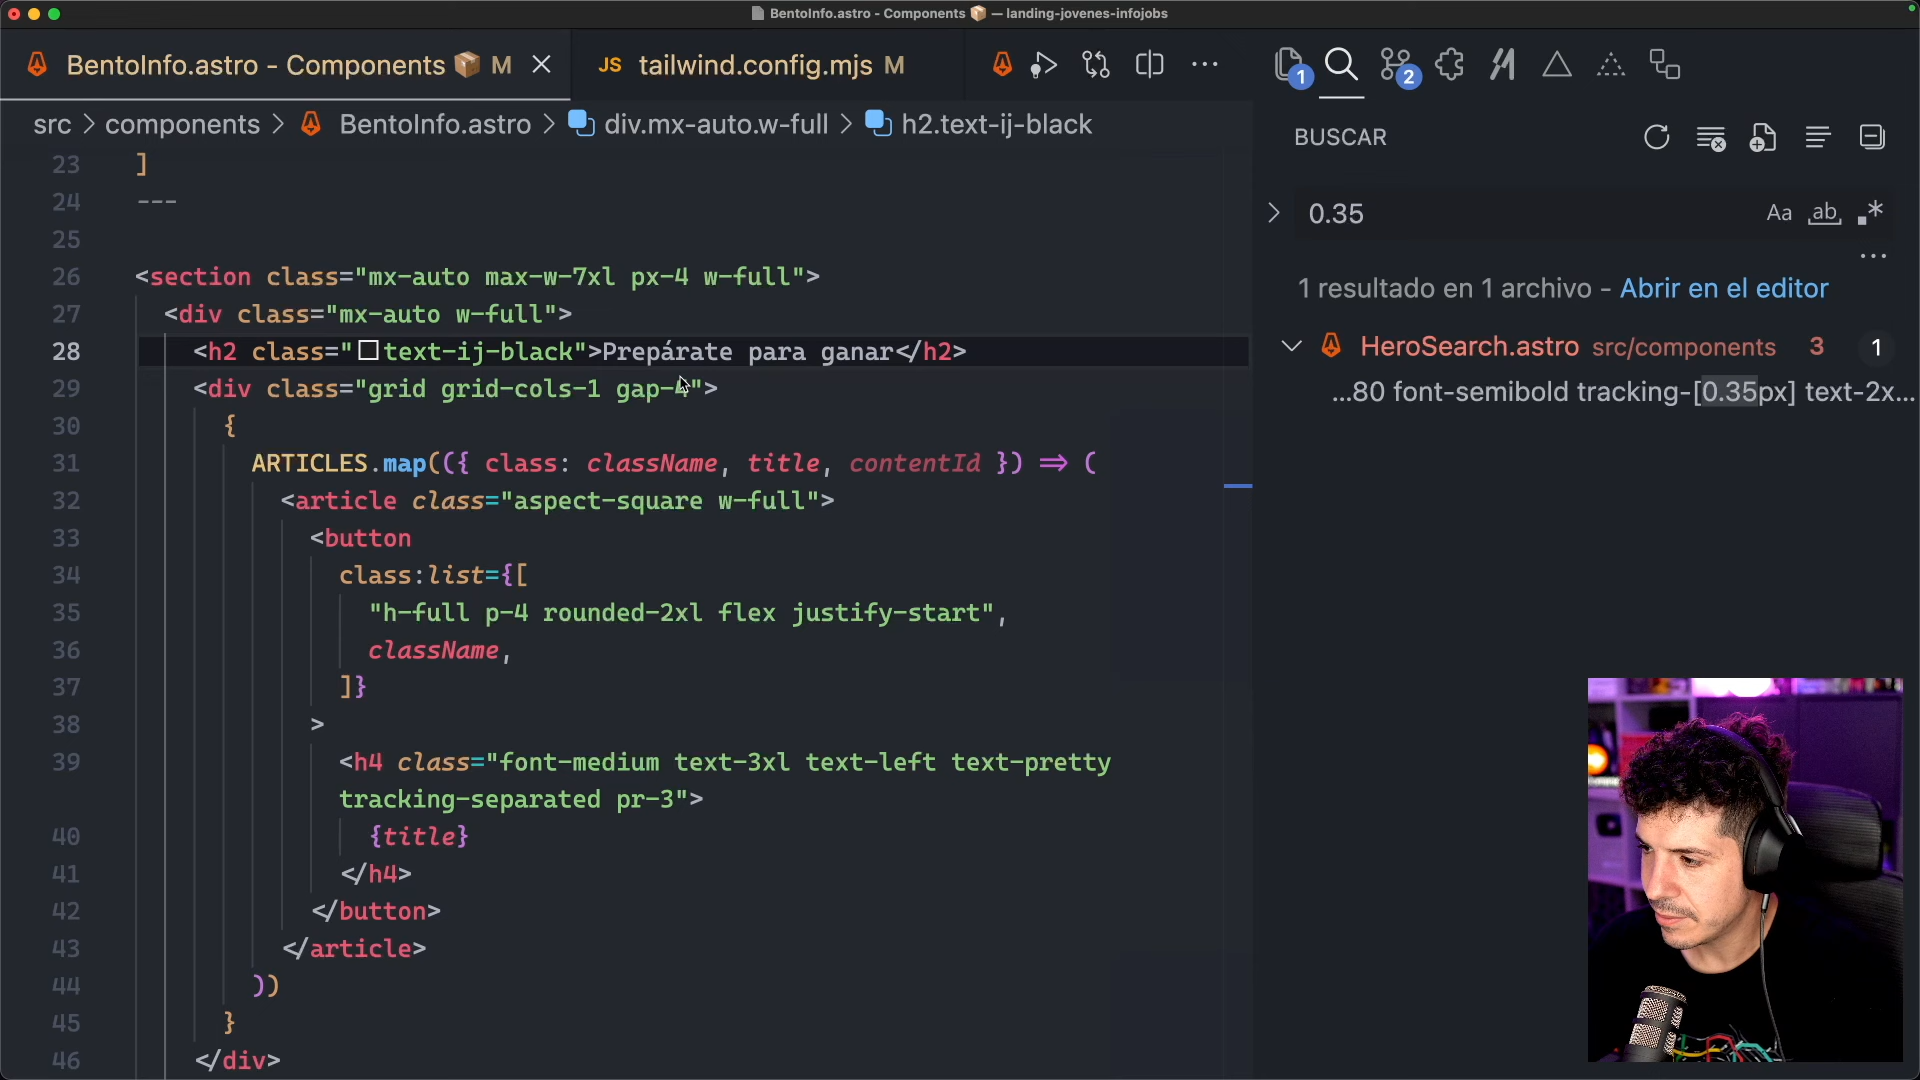 BentoInfo.astro - Components 📦 — landing-jovenes-infojobs
BentoInfo.astro - Components 📦 M
JS tailwind.config.mjs M
1
2
src > components > BentoInfo.astro > div.mx-auto.w-full > h2.text-ij-black
23 ]
24 ---
25
26 <section class="mx-auto max-w-7xl px-4 w-full">
27 <div class="mx-auto w-full">
28 <h2 class="text-ij-black">Prepárate para ganar</h2>
29 <div class="grid grid-cols-1 gap-4">
30 {
31 ARTICLES.map(({ class: className, title, contentId }) => (
32 <article class="aspect-square w-full">
33 <button
34 class:list={[
35 "h-full p-4 rounded-2xl flex justify-start",
36 className,
37 ]}
38 >
39 <h4 class="font-medium text-3xl text-left text-pretty
tracking-separated pr-3">
40 {title}
41 </h4>
42 </button>
43 </article>
44 ))
45 }
46 </div>
BUSCAR
0.35 Aa ab .*
...
1 resultado en 1 archivo - Abrir en el editor
HeroSearch.astro src/components 3 1
...80 font-semibold tracking-[0.35px] text-2x...